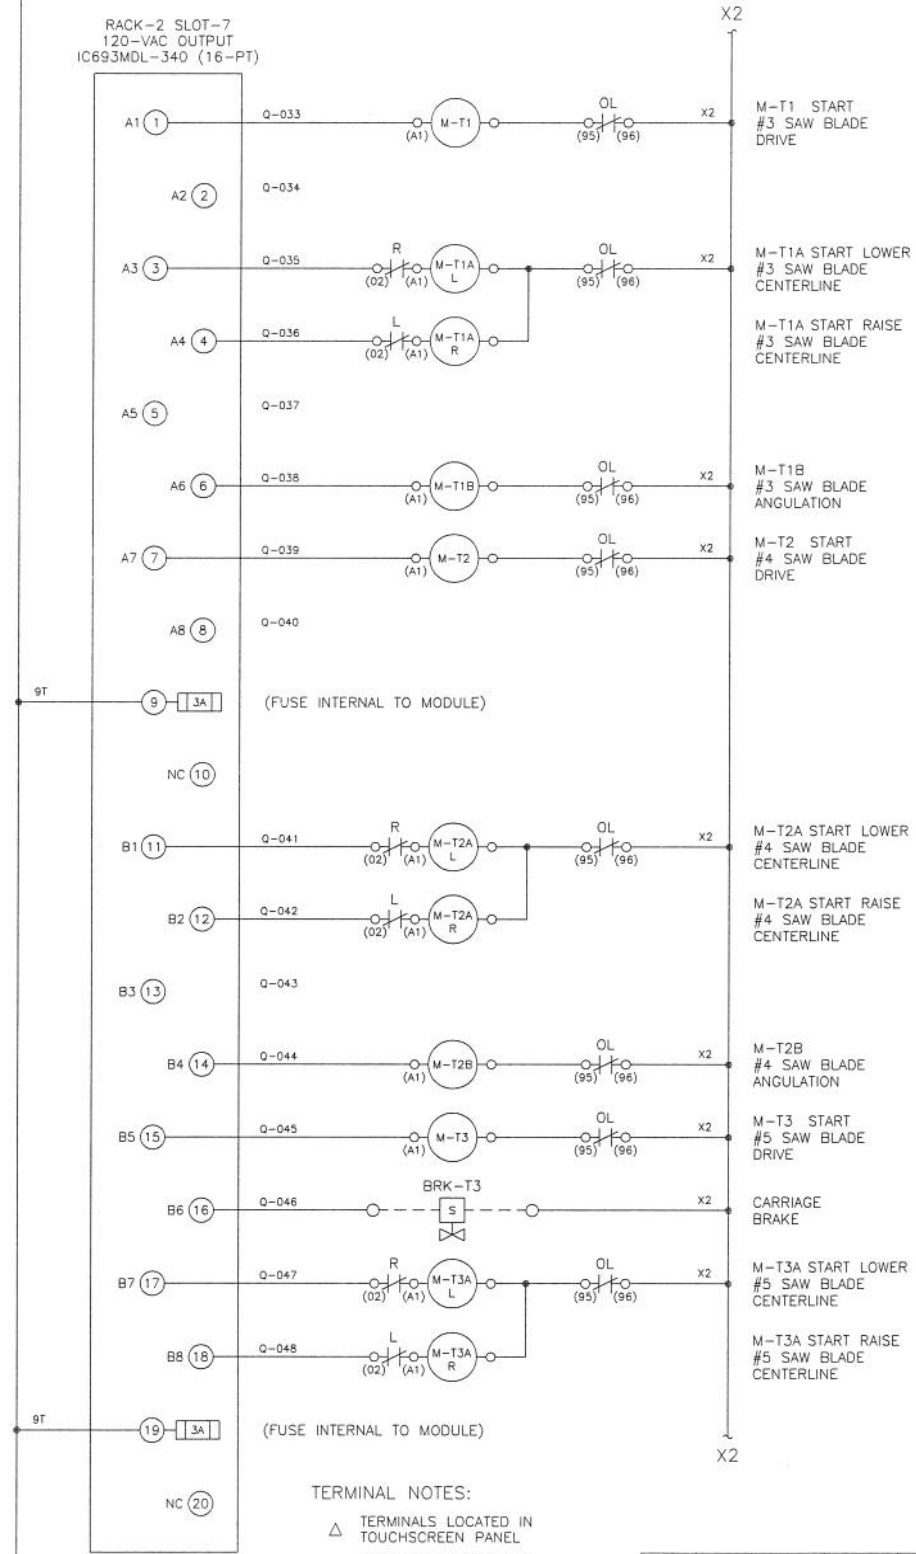 X2
RACK-2 SLOT-7
120-VAC OUTPUT
IC693MDL-340 (16-PT)
A1 1 Q-033 (A1) M-T1 OL (95) (96) X2
M-T1 START
#3 SAW BLADE
DRIVE
A2 2 Q-034
A3 3 Q-035 R (02) (A1) M-T1A L OL (95) (96) X2
M-T1A START LOWER
#3 SAW BLADE
CENTERLINE
A4 4 Q-036 L (02) (A1) M-T1A R
M-T1A START RAISE
#3 SAW BLADE
CENTERLINE
A5 5 Q-037
A6 6 Q-038 (A1) M-T1B OL (95) (96) X2
M-T1B
#3 SAW BLADE
ANGULATION
A7 7 Q-039 (A1) M-T2 OL (95) (96) X2
M-T2 START
#4 SAW BLADE
DRIVE
A8 8 Q-040
9T 9 3A (FUSE INTERNAL TO MODULE)
NC 10
B1 11 Q-041 R (02) (A1) M-T2A L OL (95) (96) X2
M-T2A START LOWER
#4 SAW BLADE
CENTERLINE
B2 12 Q-042 L (02) (A1) M-T2A R
M-T2A START RAISE
#4 SAW BLADE
CENTERLINE
B3 13 Q-043
B4 14 Q-044 (A1) M-T2B OL (95) (96) X2
M-T2B
#4 SAW BLADE
ANGULATION
B5 15 Q-045 (A1) M-T3 OL (95) (96) X2
M-T3 START
#5 SAW BLADE
DRIVE
BRK-T3
B6 16 Q-046 S X2
CARRIAGE
BRAKE
B7 17 Q-047 R (02) (A1) M-T3A L OL (95) (96) X2
M-T3A START LOWER
#5 SAW BLADE
CENTERLINE
B8 18 Q-048 L (02) (A1) M-T3A R
M-T3A START RAISE
#5 SAW BLADE
CENTERLINE
9T 19 3A (FUSE INTERNAL TO MODULE)
X2
NC 20
TERMINAL NOTES:
TERMINALS LOCATED IN
TOUCHSCREEN PANEL